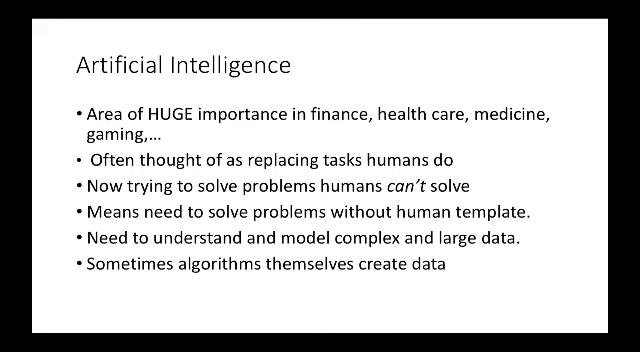 Artificial Intelligence
• Area of HUGE importance in finance, health care, medicine,
gaming,...
• Often thought of as replacing tasks humans do
• Now trying to solve problems humans can't solve
• Means need to solve problems without human template.
• Need to understand and model complex and large data.
• Sometimes algorithms themselves create data